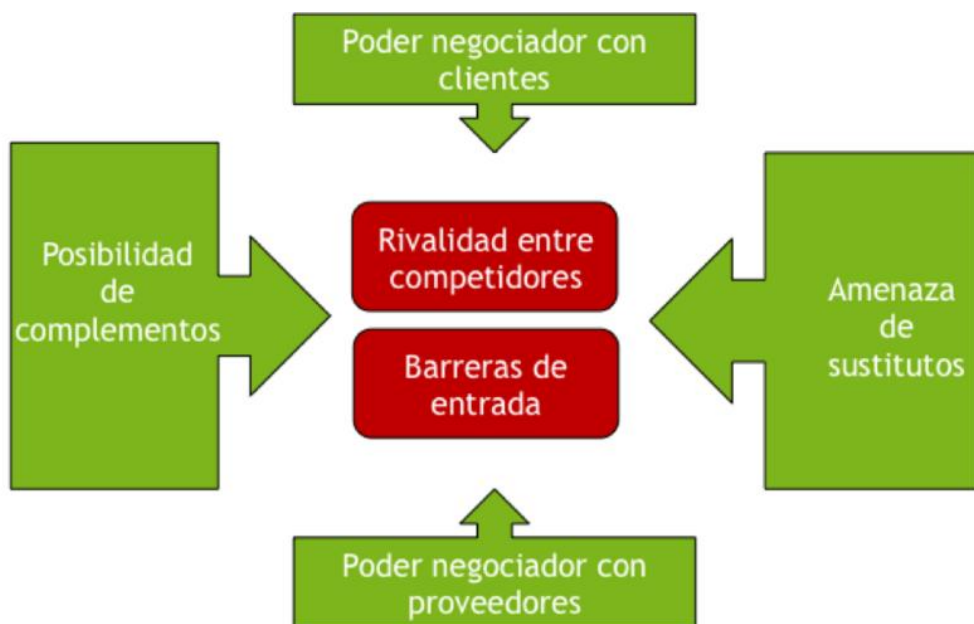 Poder negociador con
clientes
Posibilidad
de
complementos
Rivalidad entre
competidores
Barreras de
entrada
Amenaza
de
sustitutos
Poder negociador con
proveedores